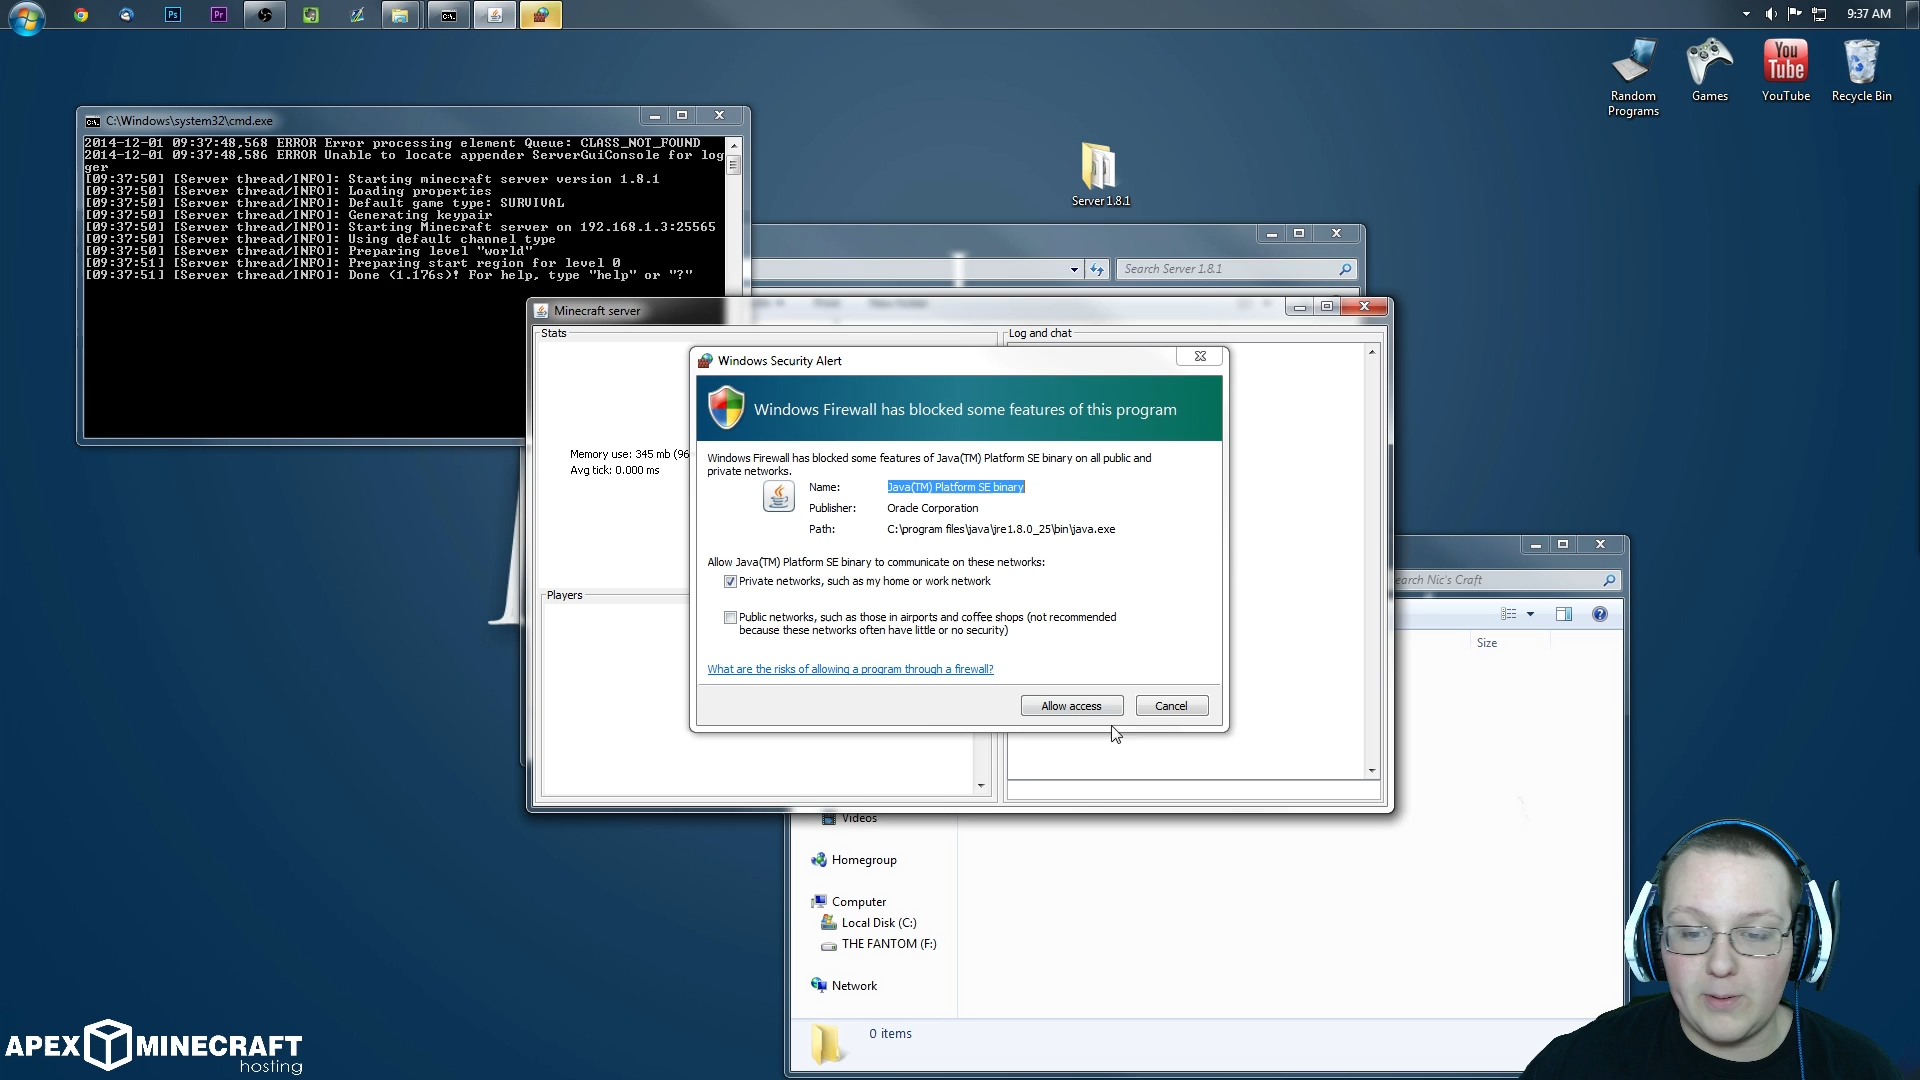 9:37 AM
Random
Programs
Games
You
Tube
YouTube
Recycle Bin
C:\Windows\system32\cmd.exe
2014-12-01 09:37:48,568 ERROR Error processing element Queue: CLASS_NOT_FOUND
2014-12-01 09:37:48,586 ERROR Unable to locate appender ServerGuiConsole for log
ger
[09:37:50] [Server thread/INFO]: Starting minecraft server version 1.8.1
[09:37:50] [Server thread/INFO]: Loading properties
[09:37:50] [Server thread/INFO]: Default game type: SURVIVAL
[09:37:50] [Server thread/INFO]: Generating keypair
[09:37:50] [Server thread/INFO]: Starting Minecraft server on 192.168.1.3:25565
[09:37:50] [Server thread/INFO]: Using default channel type
[09:37:50] [Server thread/INFO]: Preparing level "world"
[09:37:51] [Server thread/INFO]: Preparing start region for level 0
[09:37:51] [Server thread/INFO]: Done (1.176s)! For help, type "help" or "?"
Server 1.8.1
Search Server 1.8.1
Minecraft server
Stats
Log and chat
Memory use: 345 mb (96
Avg tick: 0.000 ms
Players
Windows Security Alert
Windows Firewall has blocked some features of this program
Windows Firewall has blocked some features of Java(TM) Platform SE binary on all public and
private networks.
Name: Java(TM) Platform SE binary
Publisher: Oracle Corporation
Path: C:\program files\java\jre1.8.0_25\bin\java.exe
Allow Java(TM) Platform SE binary to communicate on these networks:
Private networks, such as my home or work network
Public networks, such as those in airports and coffee shops (not recommended
because these networks often have little or no security)
What are the risks of allowing a program through a firewall?
Allow access
Cancel
earch Nic's Craft
Size
Videos
Homegroup
Computer
Local Disk (C:)
THE FANTOM (F:)
Network
0 items
APEX MINECRAFT
hosting